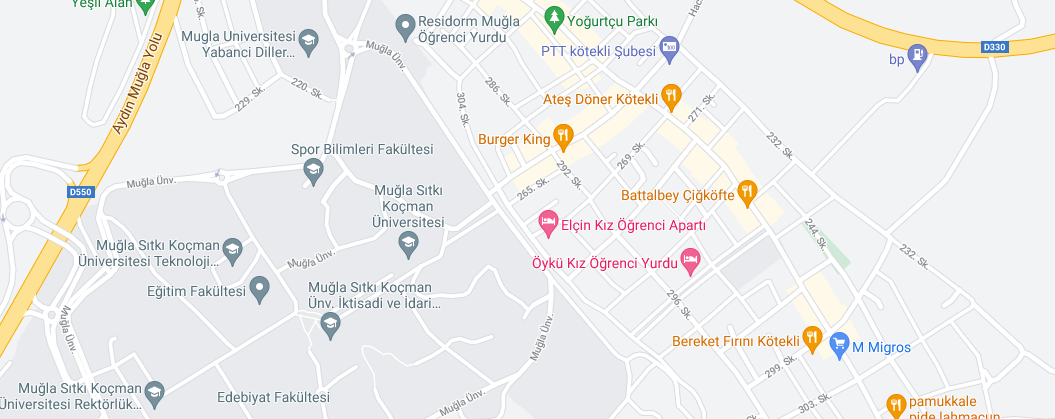 Yeşil Alan
Residorm Muğla
Öğrenci Yurdu
Yoğurtçu Parkı
Mugla Universitesi
Yabanci Diller...
Muğla Ünv.
PTT kötekli Şubesi
D330
bp
Aydın Muğla Yolu
229. Sk.
220. Sk.
304. Sk.
286. Sk.
Ateş Döner Kötekli
271. Sk.
232. Sk.
Burger King
Spor Bilimleri Fakültesi
269. Sk.
292. Sk.
265. Sk.
D550
Muğla Ünv.
Muğla Sıtkı
Koçman
Üniversitesi
Battalbey Çiğköfte
Elçin Kız Öğrenci Apartı
244. Sk.
232. Sk.
Muğla Sıtkı Koçman
Üniversitesi Teknoloji...
Muğla Ünv.
Öykü Kız Öğrenci Yurdu
Eğitim Fakültesi
Muğla Sıtkı Koçman
Ünv. İktisadi ve İdari...
296. Sk.
Muğla Ünv.
Muğla Ünv.
Bereket Fırını Kötekli
M Migros
299. Sk.
Muğla Sıtkı Koçman
Üniversitesi Rektörlük...
Edebiyat Fakültesi
Muğla Ünv.
303. Sk.
pamukkale
pide lahmacun